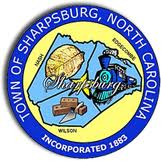 TOWN OF SHARPSBURG, NORTH CAROLINA
NASH
EDGECOMBE
Sharpsburg
WILSON
INCORPORATED 1883